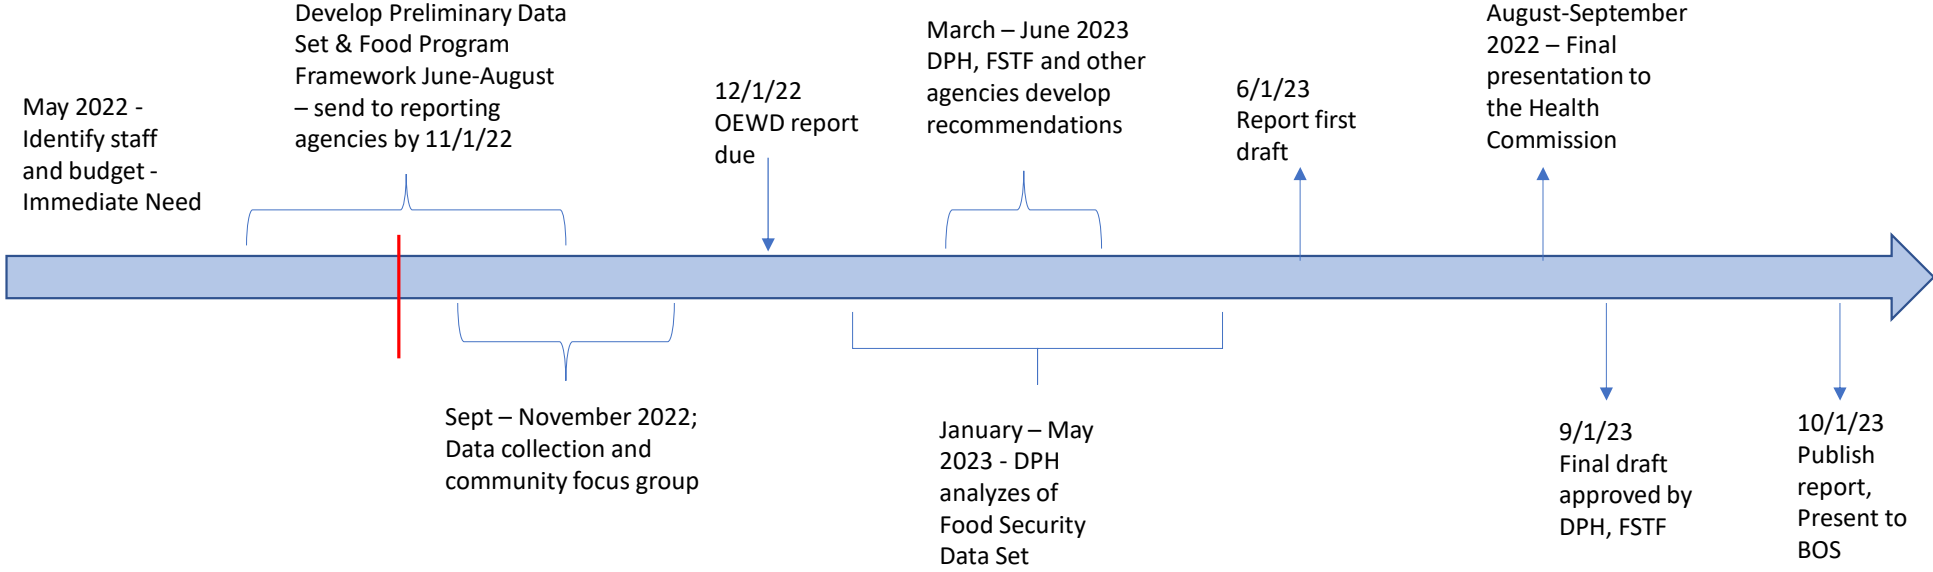 May 2022 -
Identify staff
and budget -
Immediate Need
Develop Preliminary Data
Set & Food Program
Framework June-August
– send to reporting
agencies by 11/1/22
12/1/22
OEWD report
due
March – June 2023
DPH, FSTF and other
agencies develop
recommendations
6/1/23
Report first
draft
August-September
2022 – Final
presentation to
the Health
Commission
Sept – November 2022;
Data collection and
community focus group
January – May
2023 - DPH
analyzes of
Food Security
Data Set
9/1/23
Final draft
approved by
DPH, FSTF
10/1/23
Publish
report,
Present to
BOS